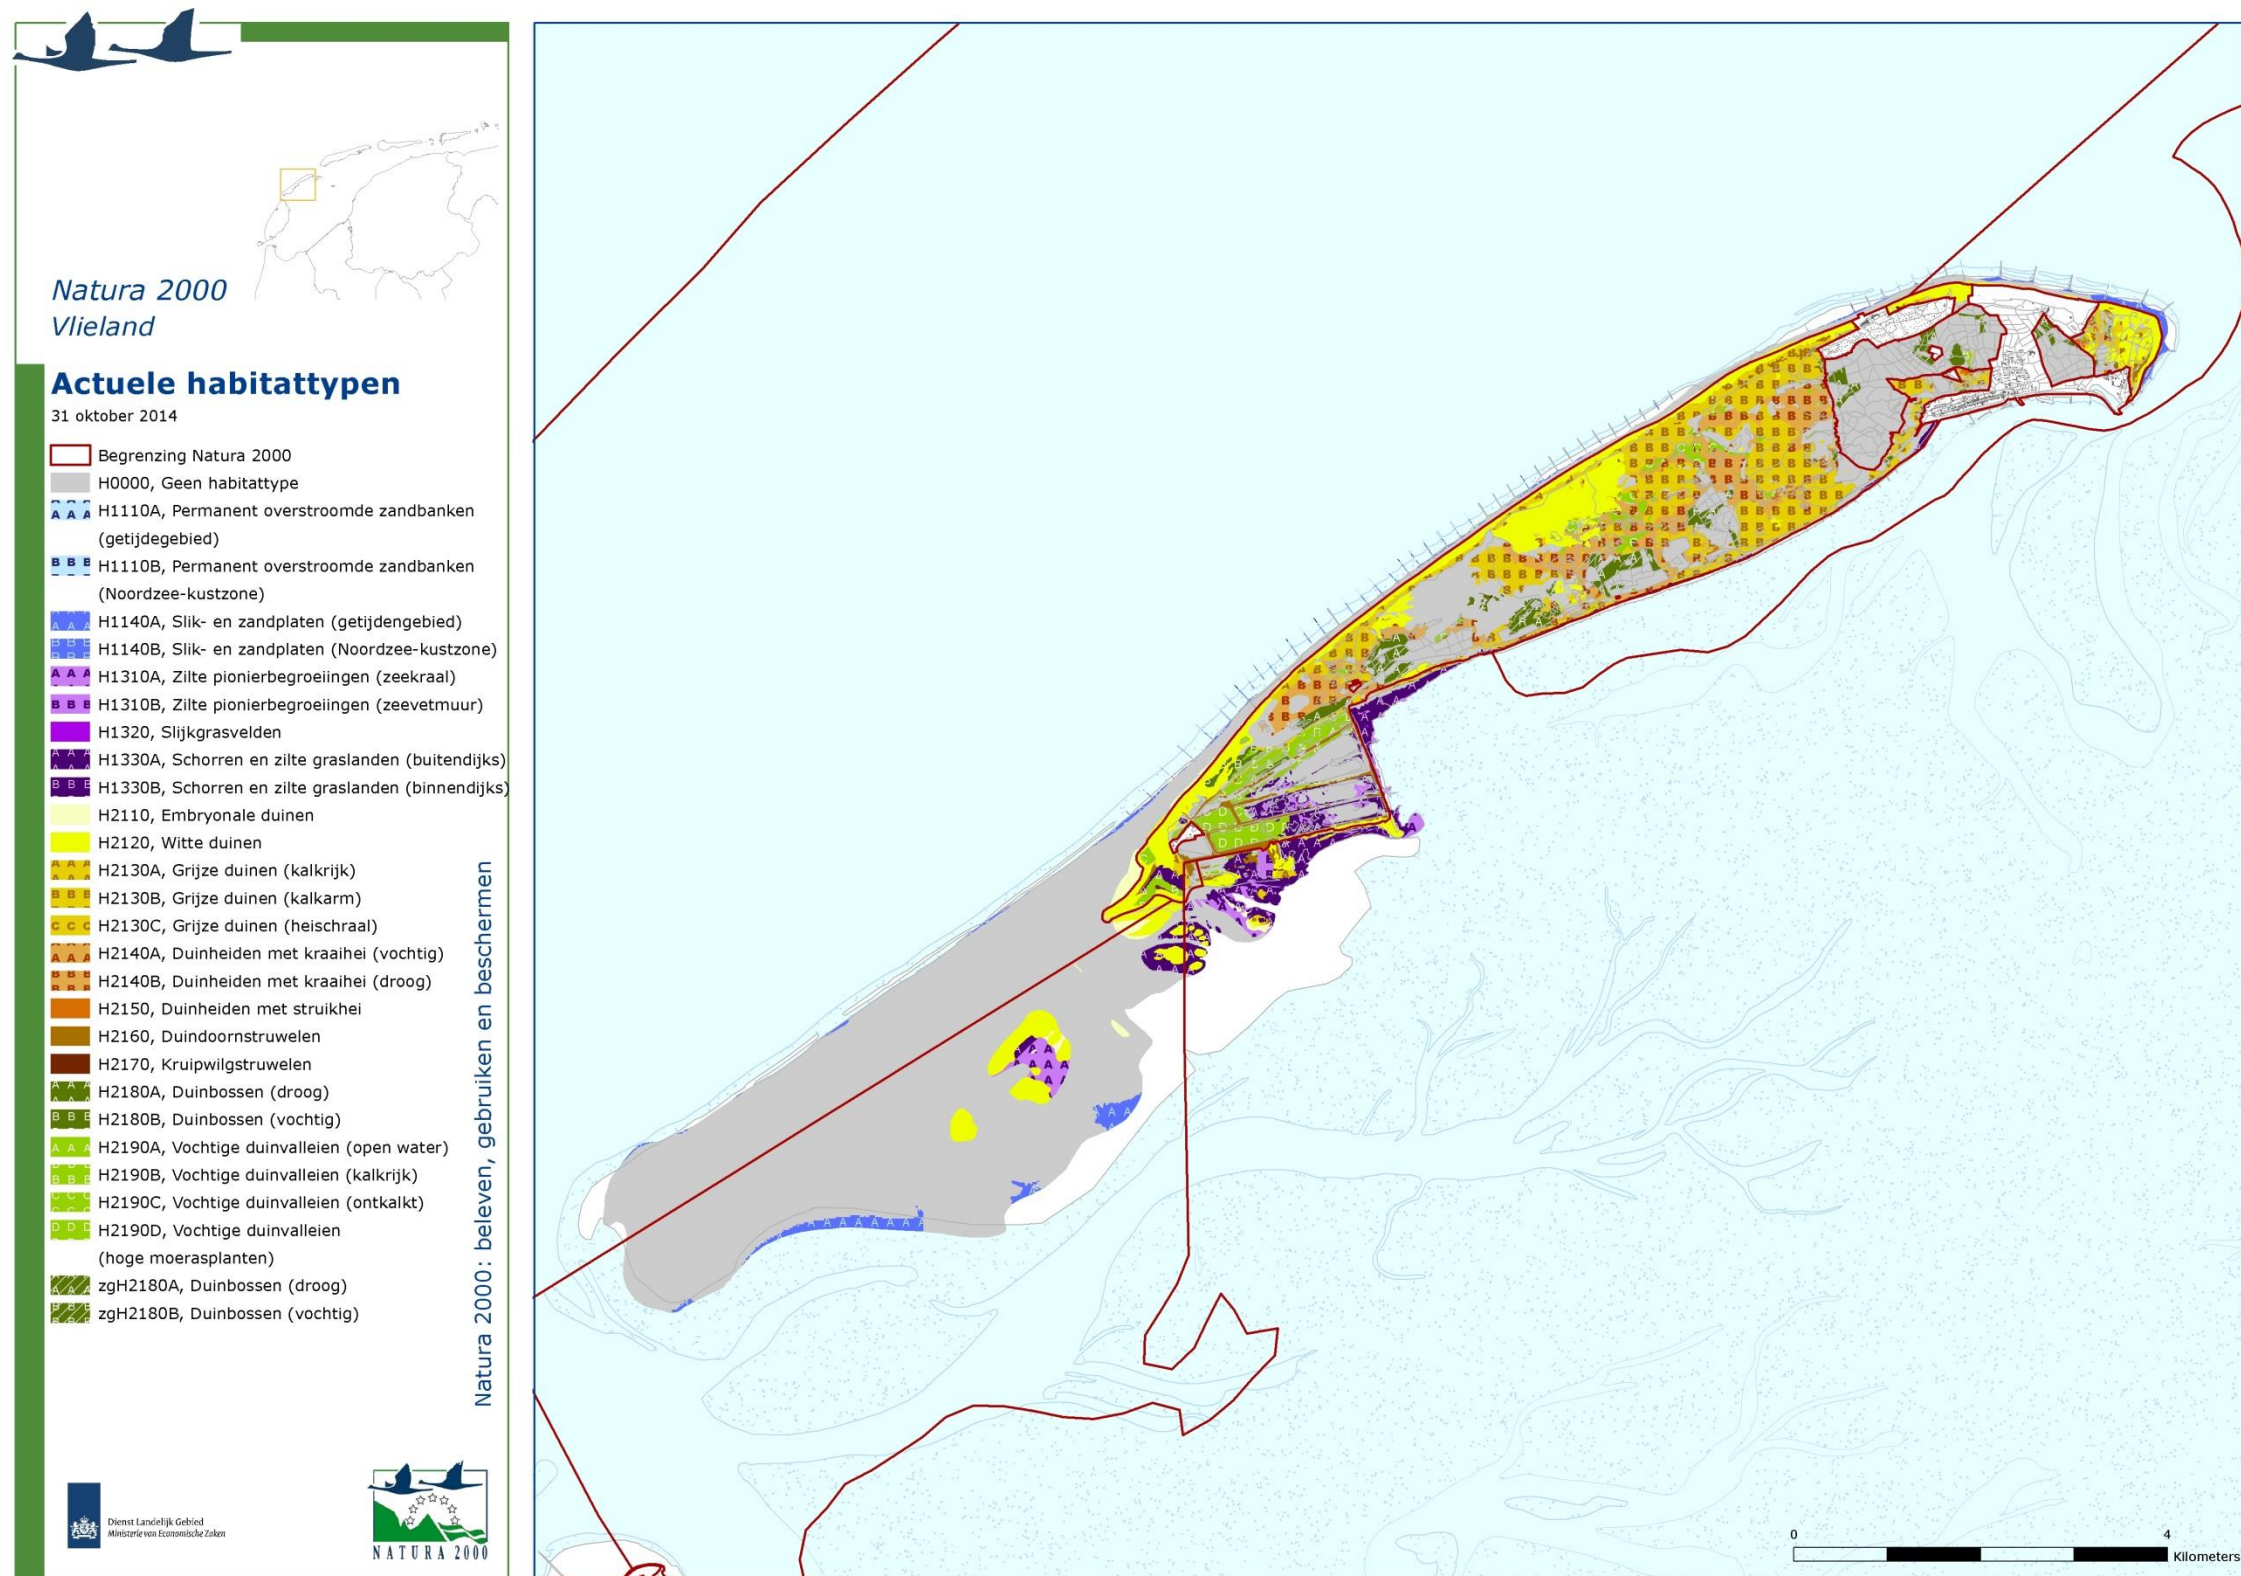 Natura 2000
Vlieland
Actuele habitattypen
31 oktober 2014
Begrenzing Natura 2000
H0000, Geen habitattype
A A A H1110A, Permanent overstroomde zandbanken
(getijdegebied)
B B B H1110B, Permanent overstroomde zandbanken
(Noordzee-kustzone)
A A A H1140A, Slik- en zandplaten (getijdengebied)
B B B H1140B, Slik- en zandplaten (Noordzee-kustzone)
A A A H1310A, Zilte pionierbegroeiingen (zeekraal)
B B B H1310B, Zilte pionierbegroeiingen (zeevetmuur)
H1320, Slijkgrasvelden
A A A H1330A, Schorren en zilte graslanden (buitendijks)
B B B H1330B, Schorren en zilte graslanden (binnendijks)
H2110, Embryonale duinen
H2120, Witte duinen
A A A H2130A, Grijze duinen (kalkrijk)
B B B H2130B, Grijze duinen (kalkarm)
C C C H2130C, Grijze duinen (heischraal)
A A A H2140A, Duinheiden met kraaihei (vochtig)
B B B H2140B, Duinheiden met kraaihei (droog)
H2150, Duinheiden met struikhei
H2160, Duindoornstruwelen
H2170, Kruipwilgstruwelen
A A A H2180A, Duinbossen (droog)
B B B H2180B, Duinbossen (vochtig)
A A A H2190A, Vochtige duinvalleien (open water)
B B B H2190B, Vochtige duinvalleien (kalkrijk)
C C C H2190C, Vochtige duinvalleien (ontkalkt)
D D D H2190D, Vochtige duinvalleien
(hoge moerasplanten)
A A A zgH2180A, Duinbossen (droog)
B B B zgH2180B, Duinbossen (vochtig)
Natura 2000: beleven, gebruiken en beschermen
Dienst Landelijk Gebied
Ministerie van Economische Zaken
NATURA 2000
0 4
Kilometers